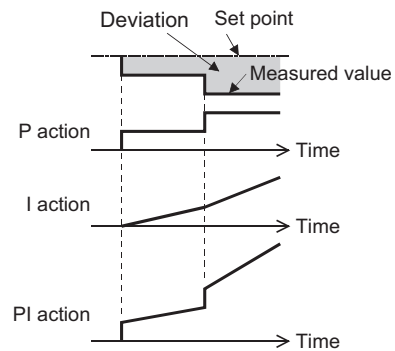 Deviation
Set point
Measured value
P action
Time
I action
Time
PI action
Time